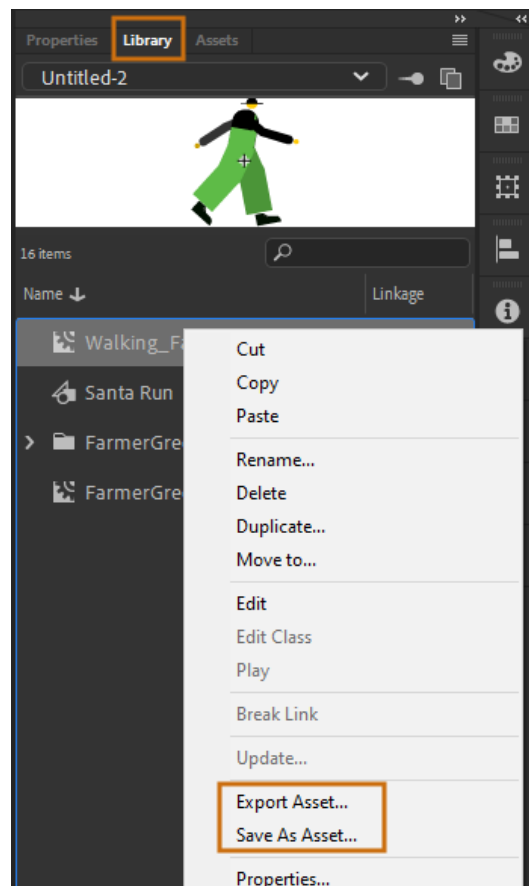 Properties Library Assets
Untitled-2
16 items
Name Linkage
Walking_Fa
Santa Run
FarmerGre
FarmerGre
Cut
Copy
Paste
Rename...
Delete
Duplicate...
Move to...
Edit
Edit Class
Play
Break Link
Update...
Export Asset...
Save As Asset...
Properties...